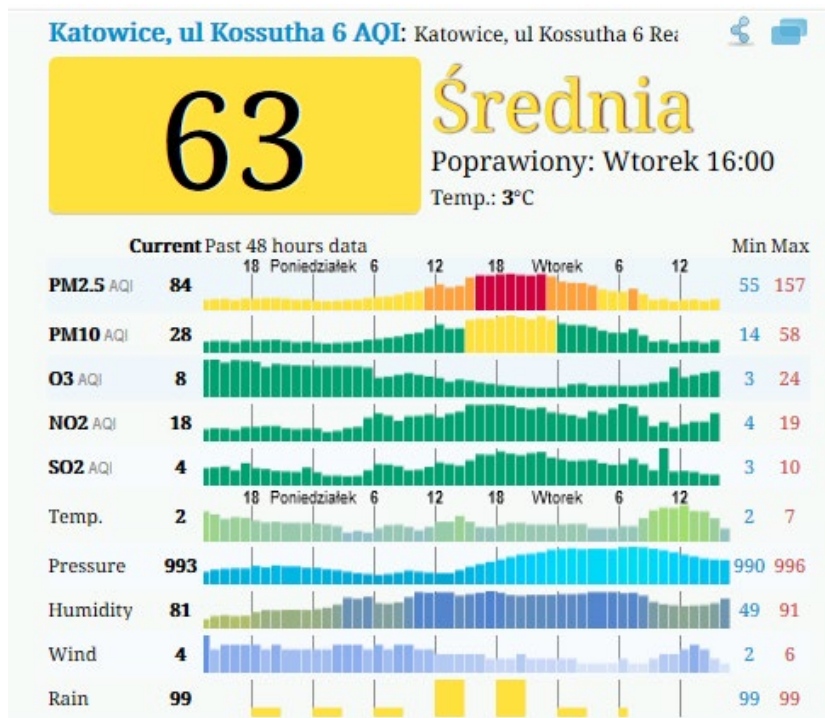 Katowice, ul Kossutha 6 AQI: Katowice, ul Kossutha 6
63
Średnia
Poprawiony: Wtorek 16:00
Temp.: 3°C
Current Past 48 hours data Min Max
18 Poniedziałek 6 12 18 Wtorek 6 12
PM2.5 AQI 84 55 157
PM10 AQI 28 14 58
O3 AQI 8 3 24
NO2 AQI 18 4 19
SO2 AQI 4 3 10
18 Poniedziałek 6 12 18 Wtorek 6 12
Temp. 2 2 7
Pressure 993 990 996
Humidity 81 49 91
Wind 4 2 6
Rain 99 99 99